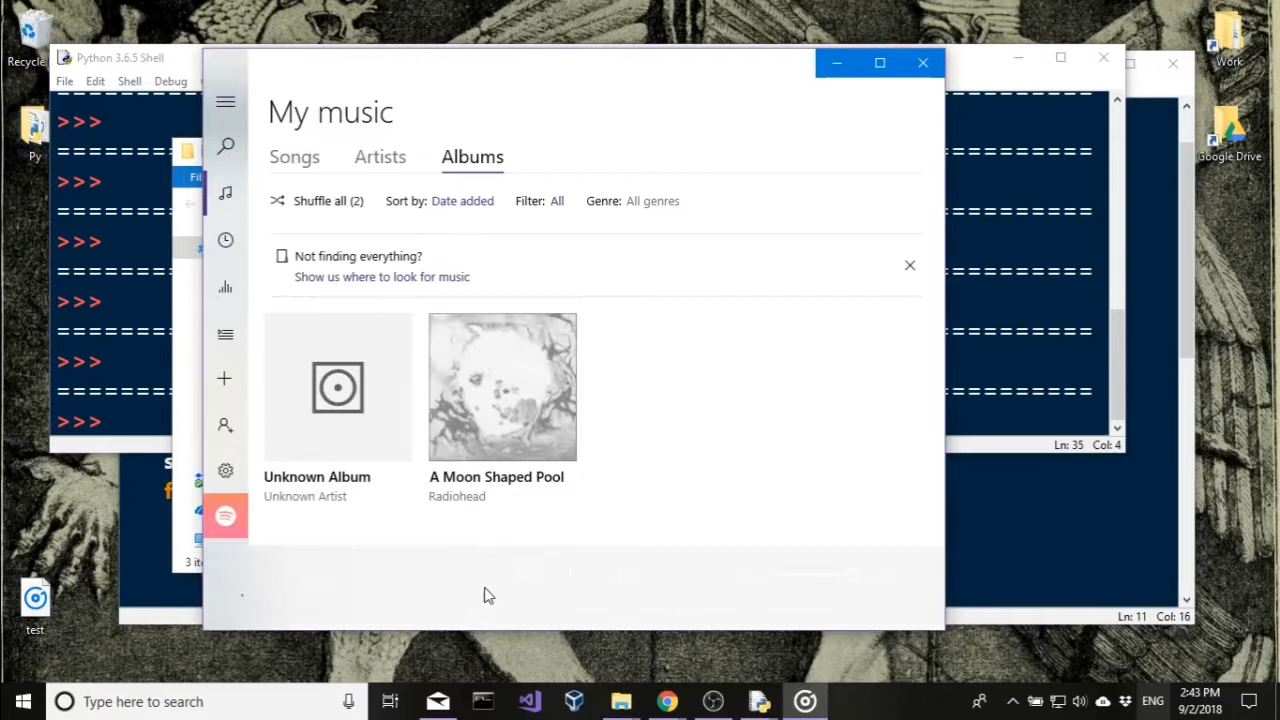 Recycle
Py
test
Work
Google Drive
Python 3.6.5 Shell
File Edit Shell Debug
>>>
>>>
>>>
>>>
>>>
>>>
Ln: 35 Col: 4
Ln: 11 Col: 16
Fil
3 ite
My music
Songs Artists Albums
Shuffle all (2) Sort by: Date added Filter: All Genre: All genres
Not finding everything?
Show us where to look for music
Unknown Album
Unknown Artist
A Moon Shaped Pool
Radiohead
Type here to search
ENG
2:43 PM
9/2/2018